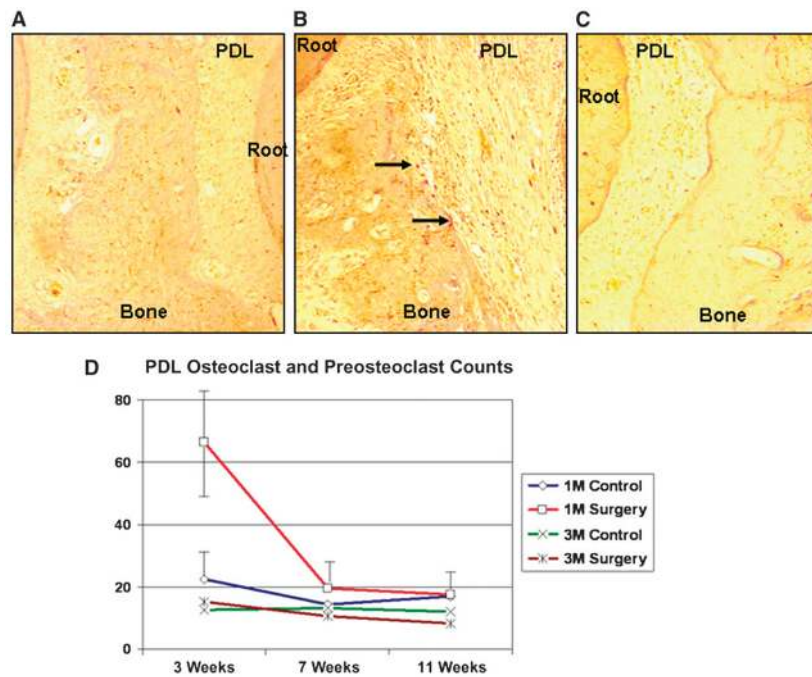 A
B
C
PDL
Root
Bone
Root
PDL
Bone
PDL
Root
Bone
D
PDL Osteoclast and Preosteoclast Counts
80
60
40
20
0
3 Weeks
7 Weeks
11 Weeks
1M Control
1M Surgery
3M Control
3M Surgery